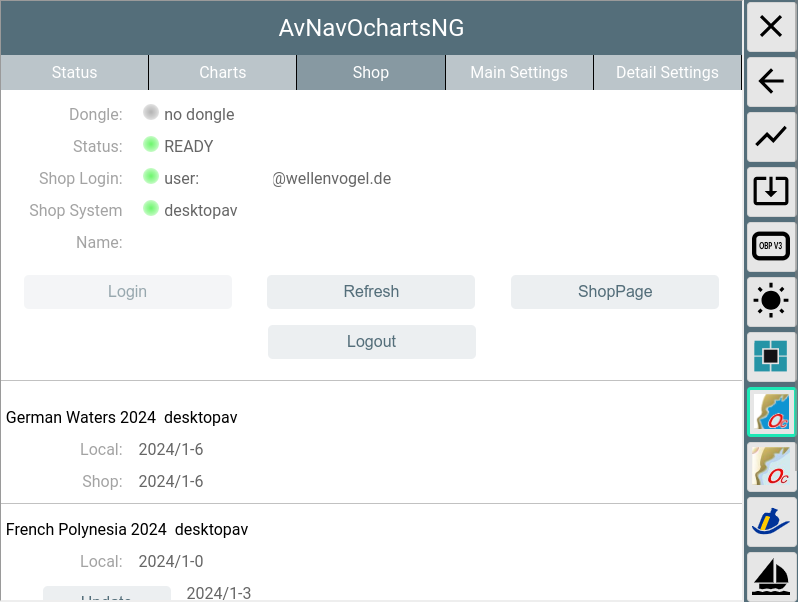 AvNavOchartsNG
Status Charts Shop Main Settings Detail Settings
Dongle: no dongle
Status: READY
Shop Login: user: @wellenvogel.de
Shop System desktopav
Name:
OBP V3
Login Refresh ShopPage
Logout
German Waters 2024 desktopav
Local: 2024/1-6
Shop: 2024/1-6
Oc
French Polynesia 2024 desktopav
Local: 2024/1-0
Update 2024/1-3